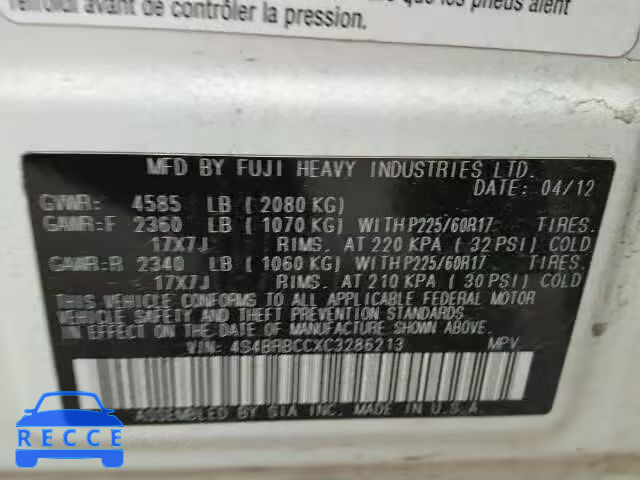 refroidi avant de contrôler la pression.
que les pneus aient
MFD BY FUJI HEAVY INDUSTRIES LTD.
DATE: 04/12
GVWR: 4585 LB ( 2080 KG)
GAWR:F 2360 LB ( 1070 KG) WITH P225/60R17 TIRES.
17X7J RIMS. AT 220 KPA ( 32 PSI) COLD
GAWR:R 2340 LB ( 1060 KG) WITH P225/60R17 TIRES.
17X7J RIMS. AT 210 KPA ( 30 PSI) COLD
THIS VEHICLE CONFORMS TO ALL APPLICABLE FEDERAL MOTOR
VEHICLE SAFETY AND THEFT PREVENTION STANDARDS
IN EFFECT ON THE DATE OF MANUFACTURE SHOWN ABOVE.
VIN: 4S4BRBCCXC3286213 MPV
ASSEMBLED BY SIA INC. MADE IN U.S.A
RECCE